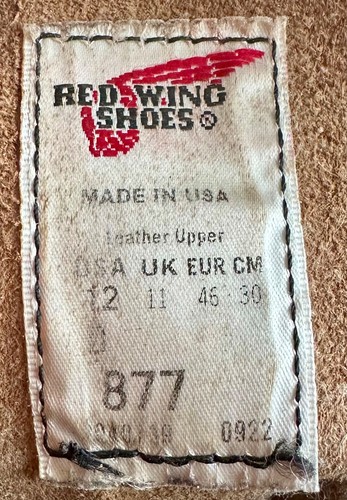 RED WING
SHOES ®
MADE IN USA
Leather Upper
USA UK EUR CM
12 11 46 30
D
877
0922